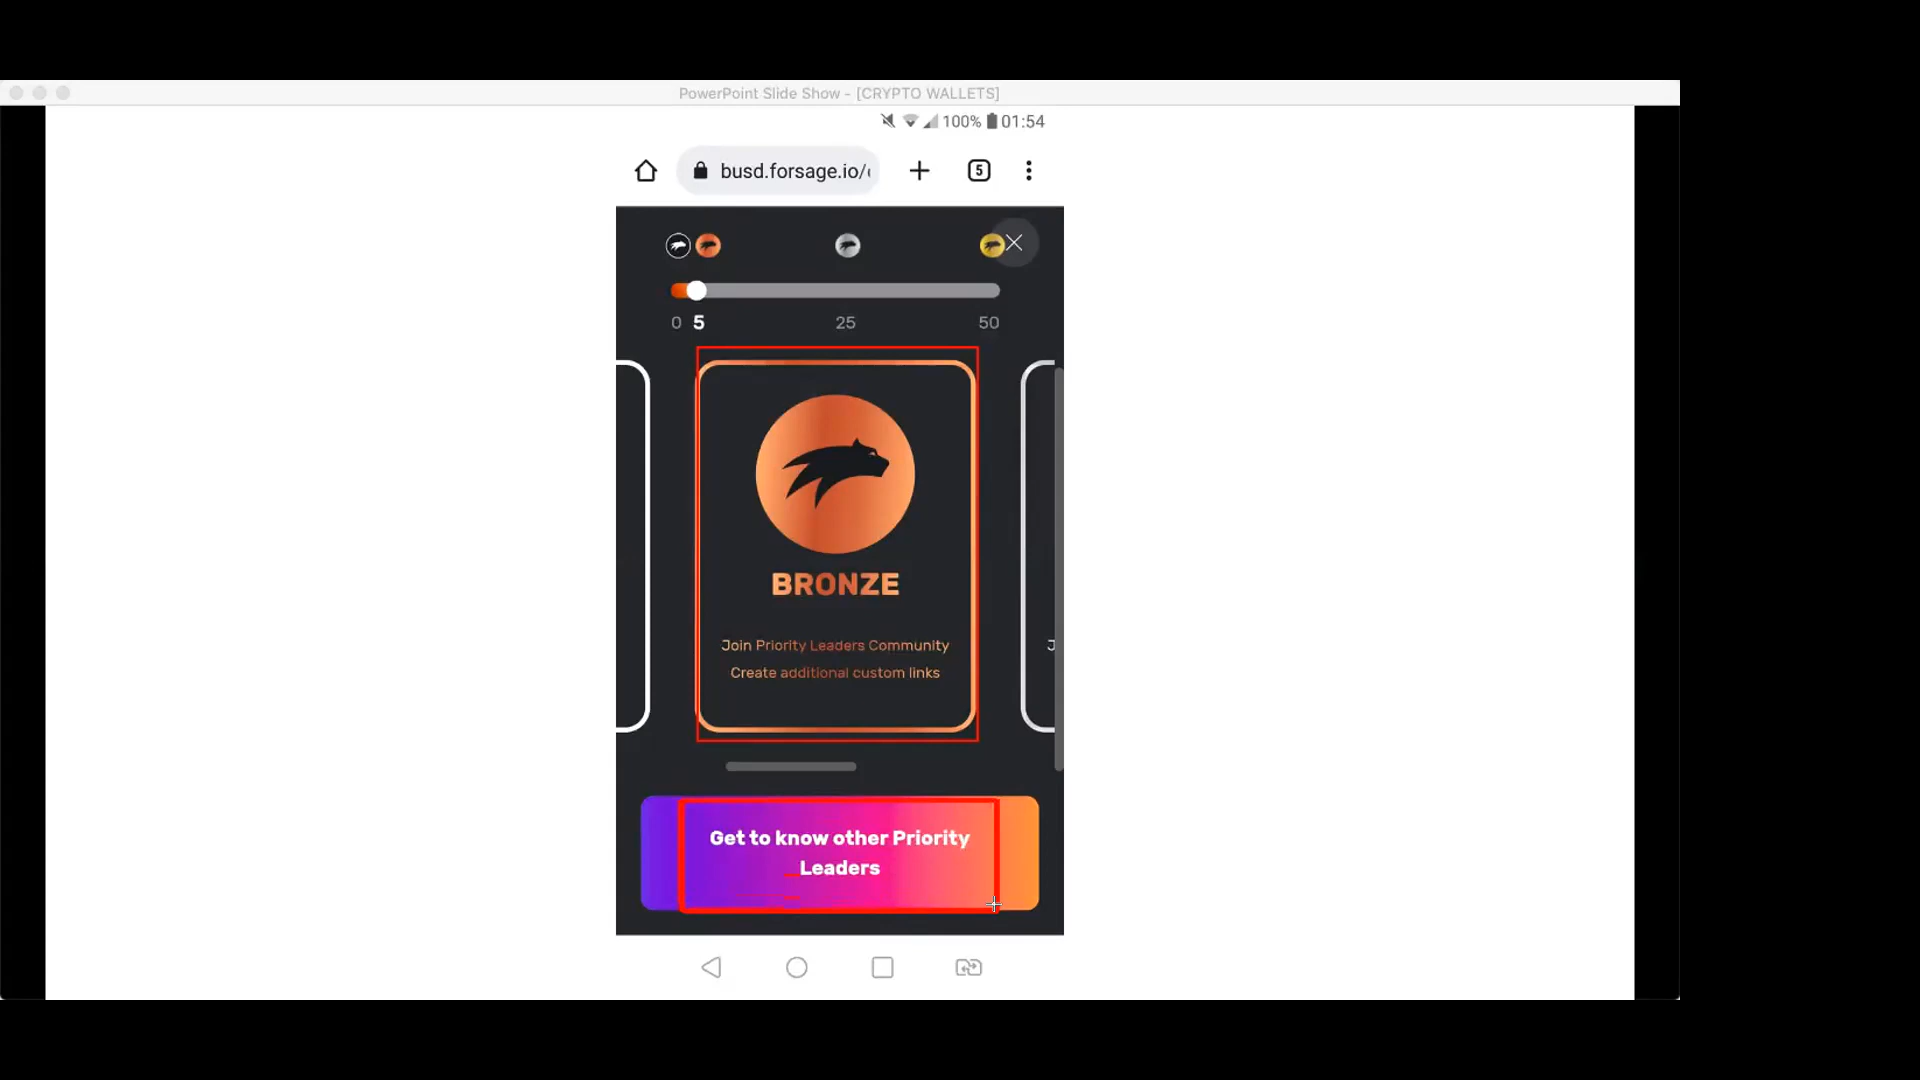 PowerPoint Slide Show - [CRYPTO WALLETS]
100% 01:54
busd.forsage.io/
5
0 5 25 50
BRONZE
Join Priority Leaders Community
Create additional custom links
J
Get to know other Priority
Leaders